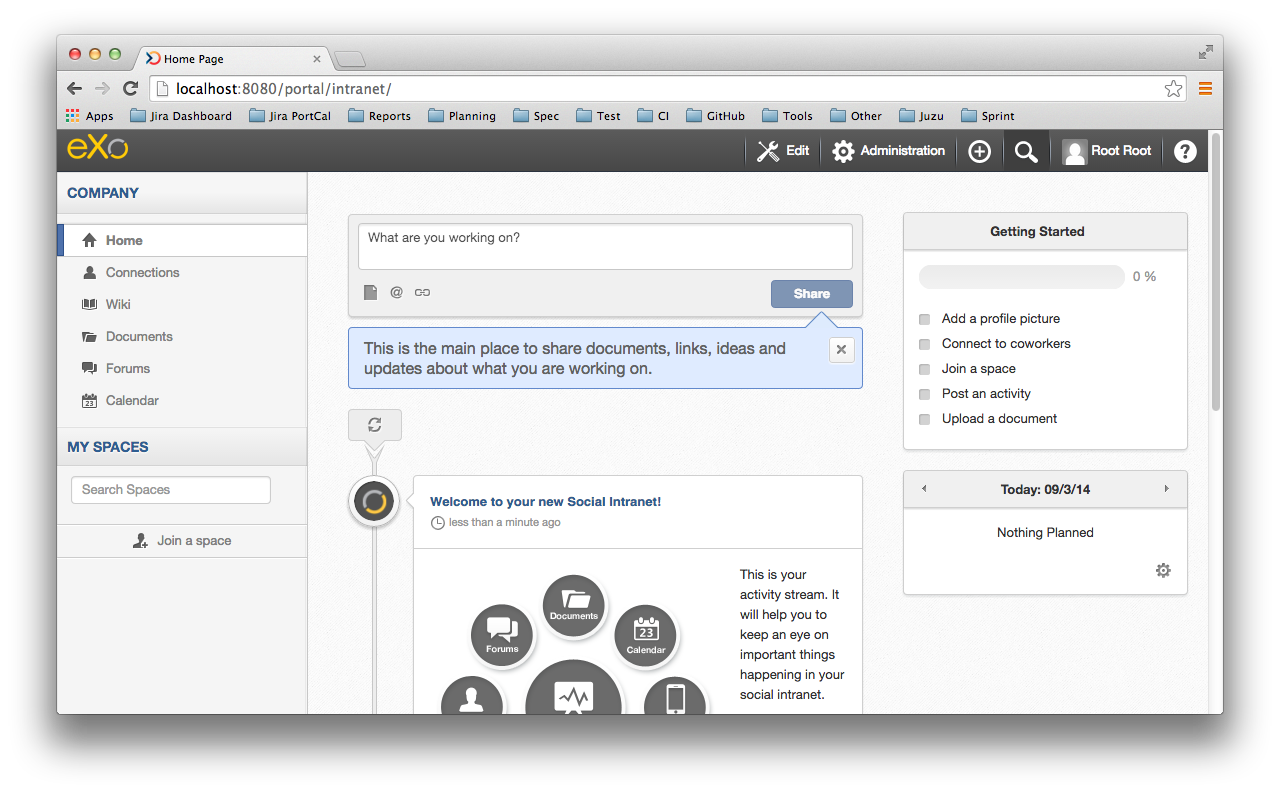 Home Page
localhost:8080/portal/intranet/
Apps Jira Dashboard Jira PortCal Reports Planning Spec Test CI GitHub Tools Other Juzu Sprint
eXo Edit Administration Root Root ?
COMPANY
Home
Connections
Wiki
Documents
Forums
23 Calendar
MY SPACES
Search Spaces
Join a space
What are you working on?
@
Share
This is the main place to share documents, links, ideas and
updates about what you are working on.
Welcome to your new Social Intranet!
less than a minute ago
Documents
Forums
23
Calendar
This is your
activity stream. It
will help you to
keep an eye on
important things
happening in your
social intranet.
Getting Started
0 %
Add a profile picture
Connect to coworkers
Join a space
Post an activity
Upload a document
Today: 09/3/14
Nothing Planned